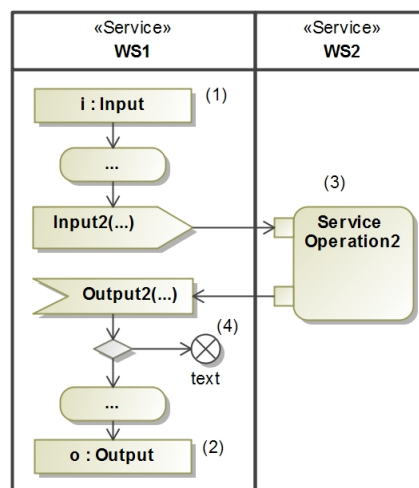 «Service»
WS1
«Service»
WS2
i : Input
(1)
...
(3)
Input2(...)
Service
Operation2
Output2(...)
(4)
text
...
o : Output
(2)